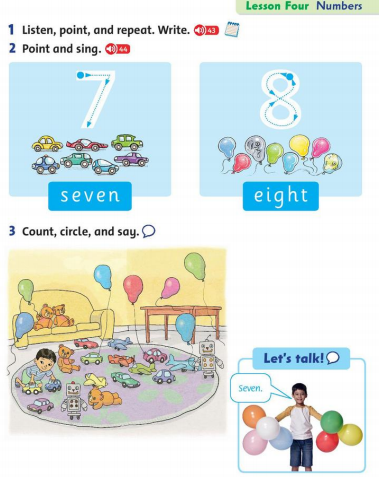 Lesson Four Numbers
1 Listen, point, and repeat. Write. 43
2 Point and sing. 44
7
8
seven
eight
3 Count, circle, and say.
Let's talk!
Seven.